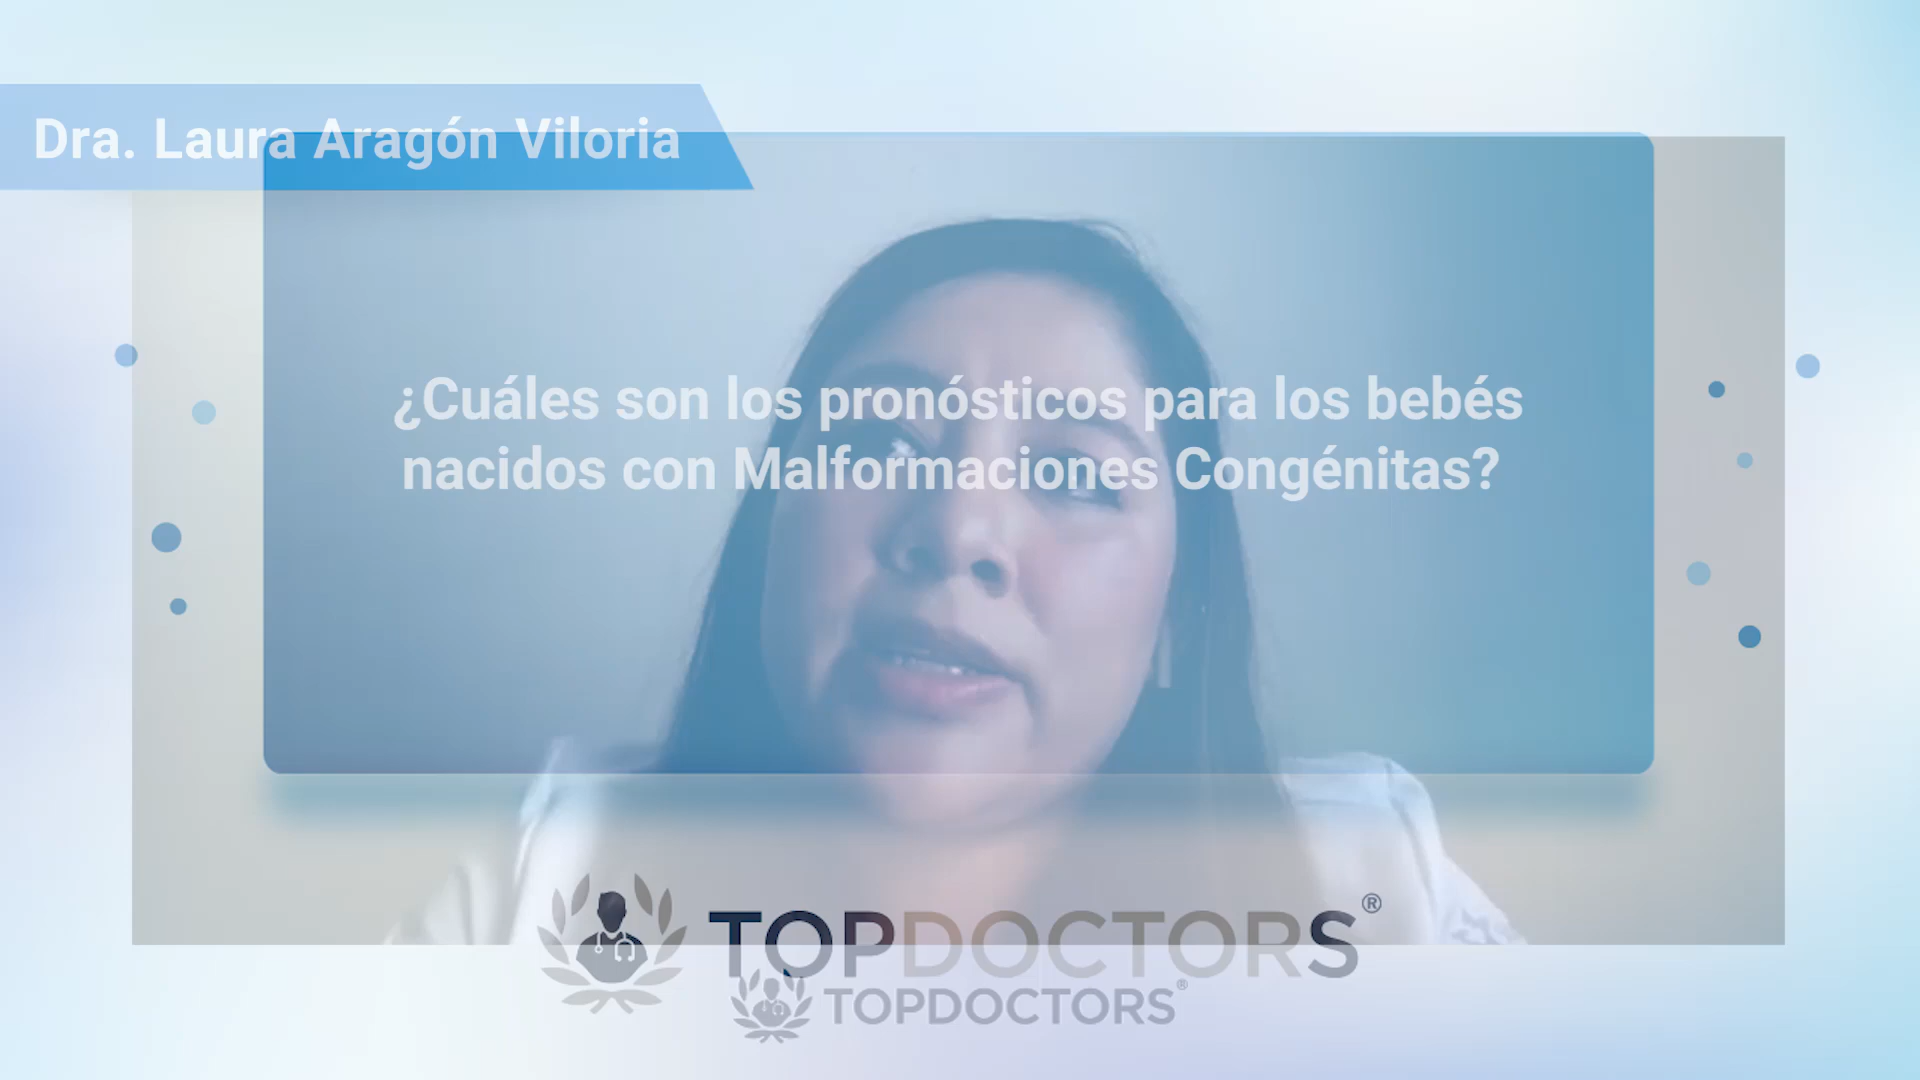 Dra. Laura Aragón Viloria
¿Cuáles son los pronósticos para los bebés
nacidos con Malformaciones Congénitas?
TOPDOCTORS®
TOPDOCTORS®